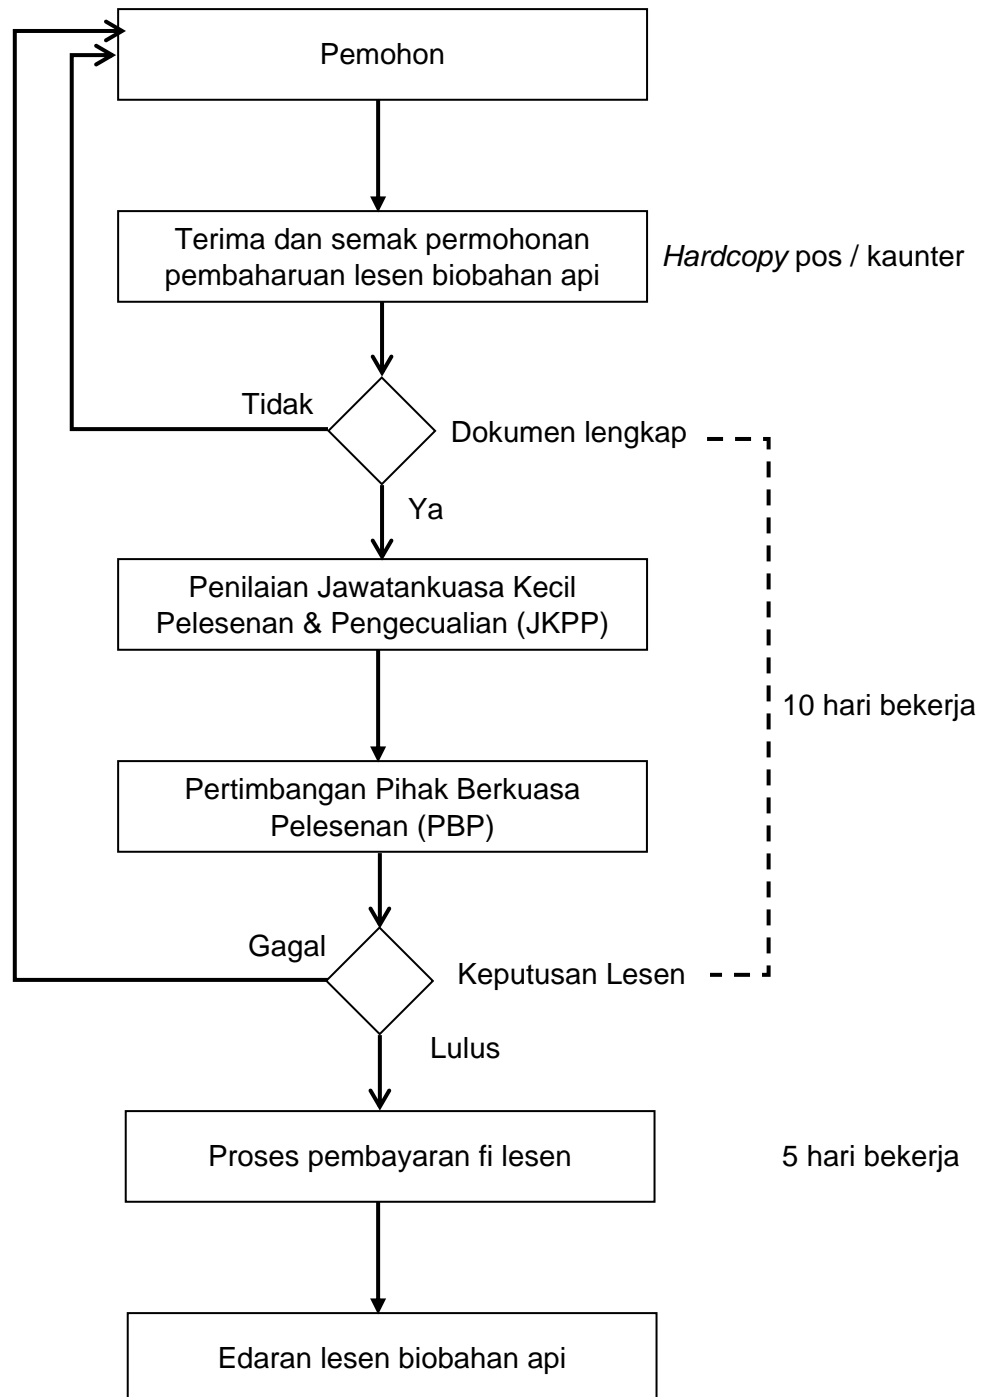 Pemohon
Terima dan semak permohonan
pembaharuan lesen biobahan api
Hardcopy pos / kaunter
Tidak
Dokumen lengkap
Ya
Penilaian Jawatankuasa Kecil
Pelesenan & Pengecualian (JKPP)
10 hari bekerja
Pertimbangan Pihak Berkuasa
Pelesenan (PBP)
Gagal
Keputusan Lesen
Lulus
Proses pembayaran fi lesen
5 hari bekerja
Edaran lesen biobahan api